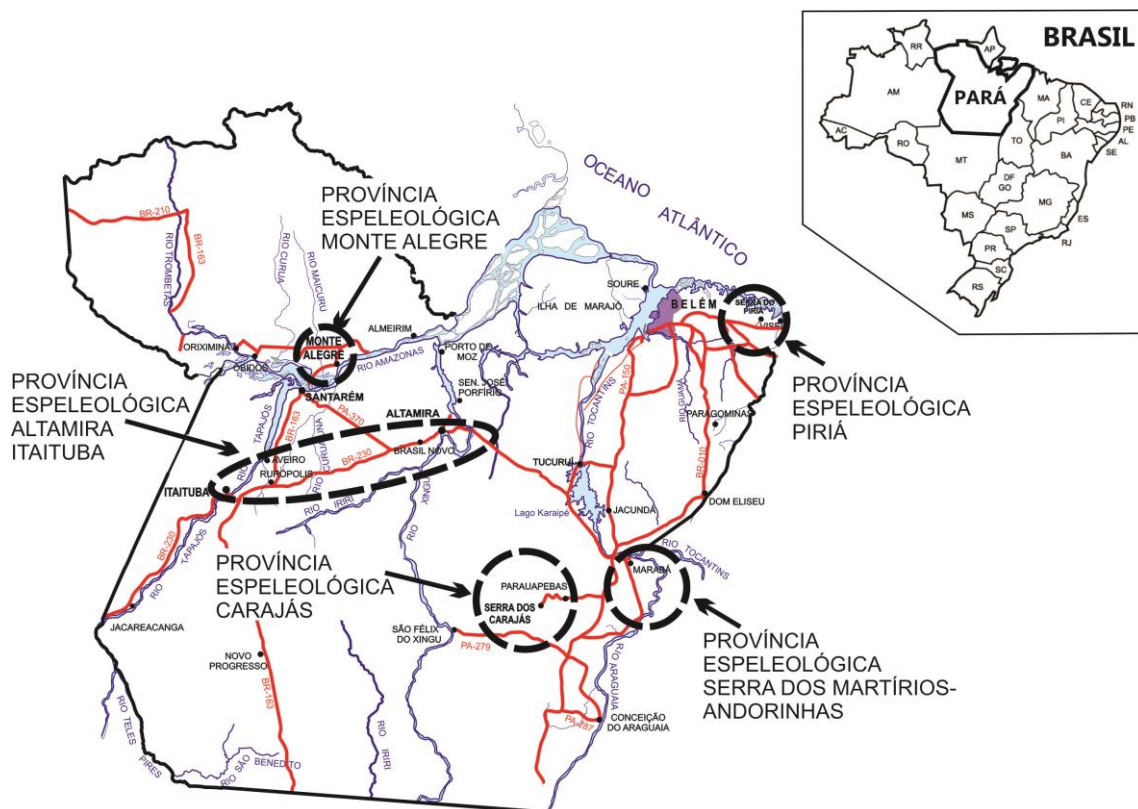 BRASIL
RR
AP
AM
PARÁ
MA
CE
RN
PB
PE
AL
SE
PI
AC
RO
TO
BA
MT
DF
GO
MG
ES
MS
SP
RJ
PR
SC
RS
OCEANO ATLÂNTICO
PROVÍNCIA
ESPELEOLÓGICA
MONTE ALEGRE
BR-210
BR-163
RIO TROMBETAS
RIO CURUA
RIO MAICURU
SOURE
ILHA DE MARAJÓ
BELÉM
SERRA DO
PIRIÁ
ALMEIRIM
MONTE
ALEGRE
ORIXIMINÁ
ÓBIDOS
RIO AMAZONAS
PORTO DE
MOZ
SANTARÉM
SEN. JOSÉ
PORFÍRIO
PROVÍNCIA
ESPELEOLÓGICA
ALTAMIRA
ITAITUBA
PROVÍNCIA
ESPELEOLÓGICA
PIRIÁ
PA-150
RIO GUAMÁ
RIO TOCANTINS
PARAGOMINAS
BR-010
RIO TAPAJÓS
BR-163
PA-370
ALTAMIRA
BRASIL NOVO
BR-230
AVEIRO
RURÓPOLIS
ITAITUBA
RIO IRIRI
RIO XINGU
TUCURUÍ
Lago Karaipé
JACUNDÁ
DOM ELISEU
RIO TOCANTINS
MARABÁ
BR-230
RIO TAPAJÓS
PROVÍNCIA
ESPELEOLÓGICA
CARAJÁS
PARAUAPEBAS
SERRA DOS
CARAJÁS
JACAREACANGA
SÃO FÉLIX
DO XINGU
PA-279
NOVO
PROGRESSO
BR-163
PROVÍNCIA
ESPELEOLÓGICA
SERRA DOS MARTÍRIOS-
ANDORINHAS
RIO ARAGUAIA
PA-287
CONCEIÇÃO
DO ARAGUAIA
RIO TELES PIRES
RIO SÃO BENEDITO
RIO IRIRI